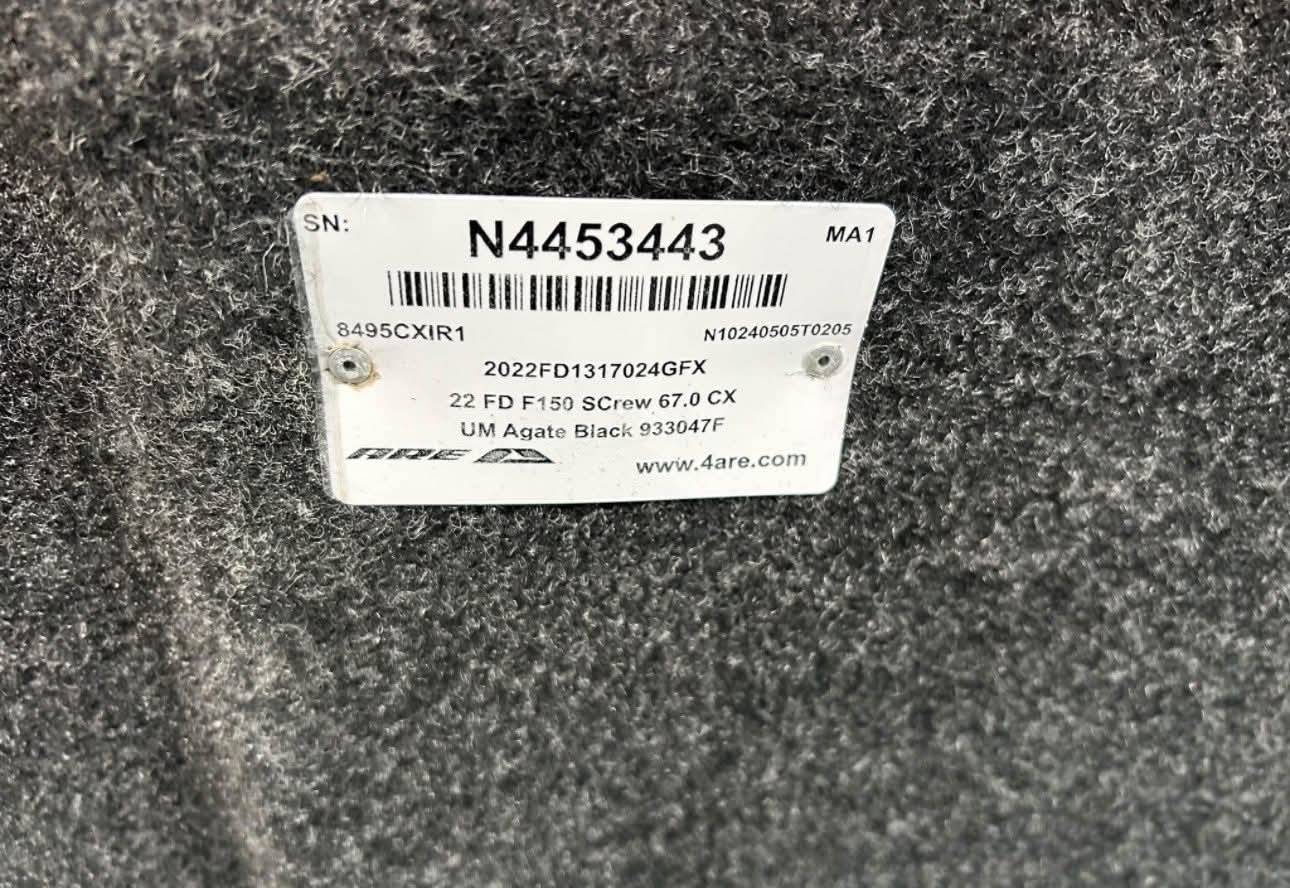 SN: N4453443 MA1
8495CXIR1 N10240505T0205
2022FD1317024GFX
22 FD F150 SCrew 67.0 CX
UM Agate Black 933047F
ARE www.4are.com